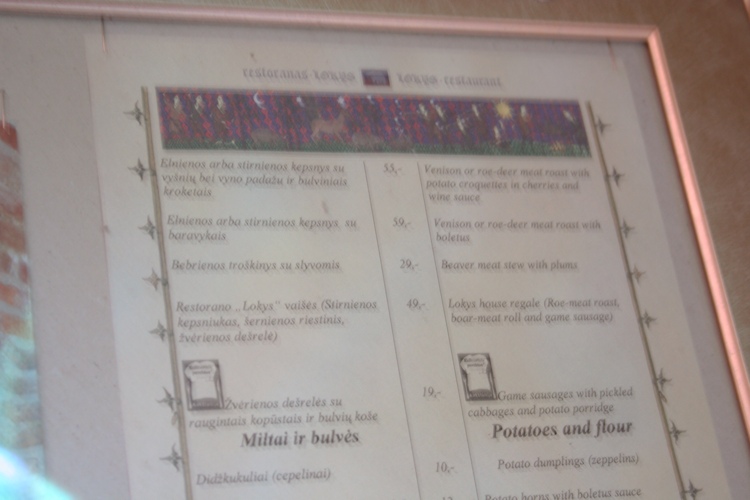 restoranas Lokys Lokys restaurant
Elnienos arba stirnienos kepsnys su
vyšnių bei vyno padažu ir bulviniais
kroketais
55,-
Venison or roe-deer meat roast with
potato croquettes in cherries and
wine sauce
Elnienos arba stirnienos kepsnys su
baravykais
59,-
Venison or roe-deer meat roast with
boletus
Bebrienos troškinys su slyvomis
29,-
Beaver meat stew with plums
Restorano „Lokys" vaišės (Stirnienos
kepsniukas, šernienos riestinis,
žvėrienos dešrelė)
49,-
Lokys house regale (Roe-meat roast,
boar-meat roll and game sausage)
Žvėrienos dešrelės su
raugintais kopūstais ir bulvių koše
19,-
Game sausages with pickled
cabbages and potato porridge
Miltai ir bulvės
Potatoes and flour
Didžkukuliai (cepelinai)
10,-
Potato dumplings (zeppelins)
Potato horns with boletus sauce